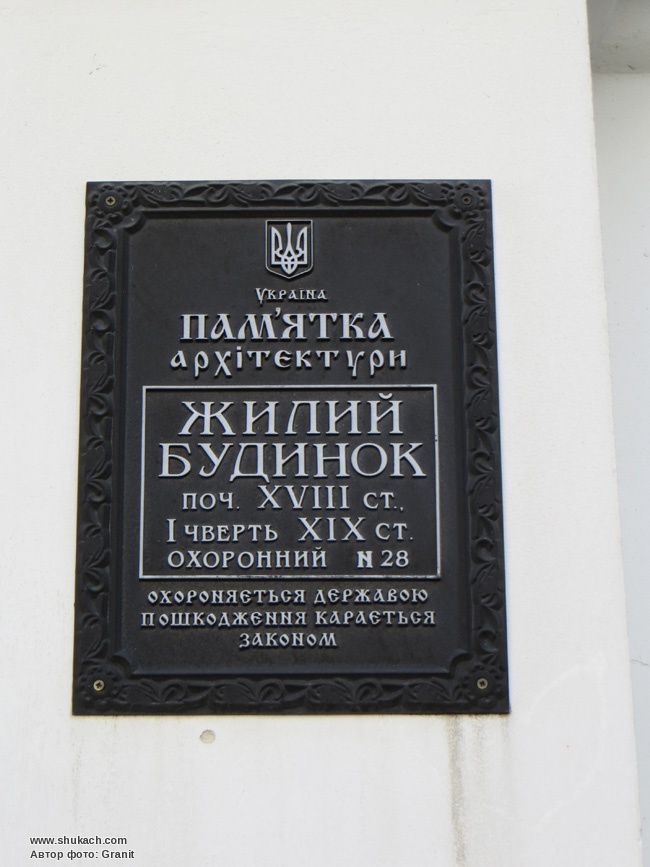 Україна
ПАМ'ЯТКА
архітектури
ЖИЛИЙ
БУДИНОК
ПОЧ. XVIII СТ.,
І ЧВЕРТЬ XIX СТ.
ОХОРОННИЙ N 28
ОХОРОНЯЄТЬСЯ ДЕРЖАВОЮ
ПОШКОДЖЕННЯ КАРАЄТЬСЯ
ЗАКОНОМ
www.shukach.com
Автор фото: Granit